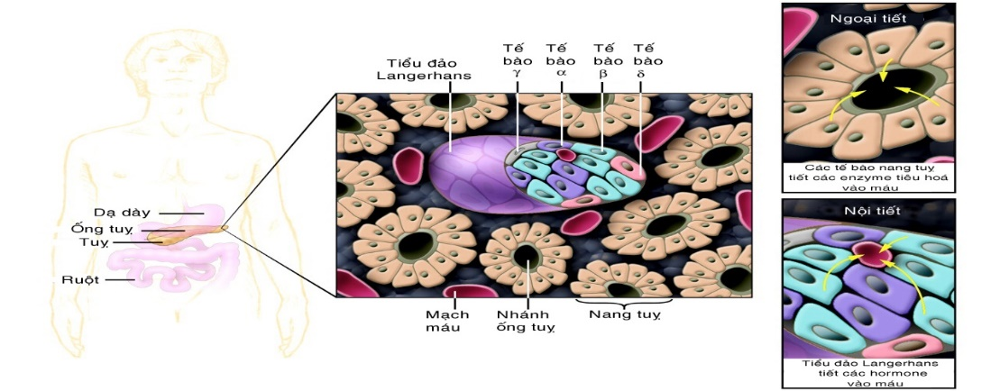 Tiểu đảo
Langerhans
Tế
bào
γ
Tế
bào
α
Tế
bào
β
Tế
bào
δ
Dạ dày
Ống tuỵ
Tuỵ
Ruột
Mạch
máu
Nhánh
ống tuỵ
Nang tuỵ
Ngoại tiết
Các tế bào nang tuỵ
tiết các enzyme tiêu hoá
vào máu
Nội tiết
Tiểu đảo Langerhans
tiết các hormone
vào máu